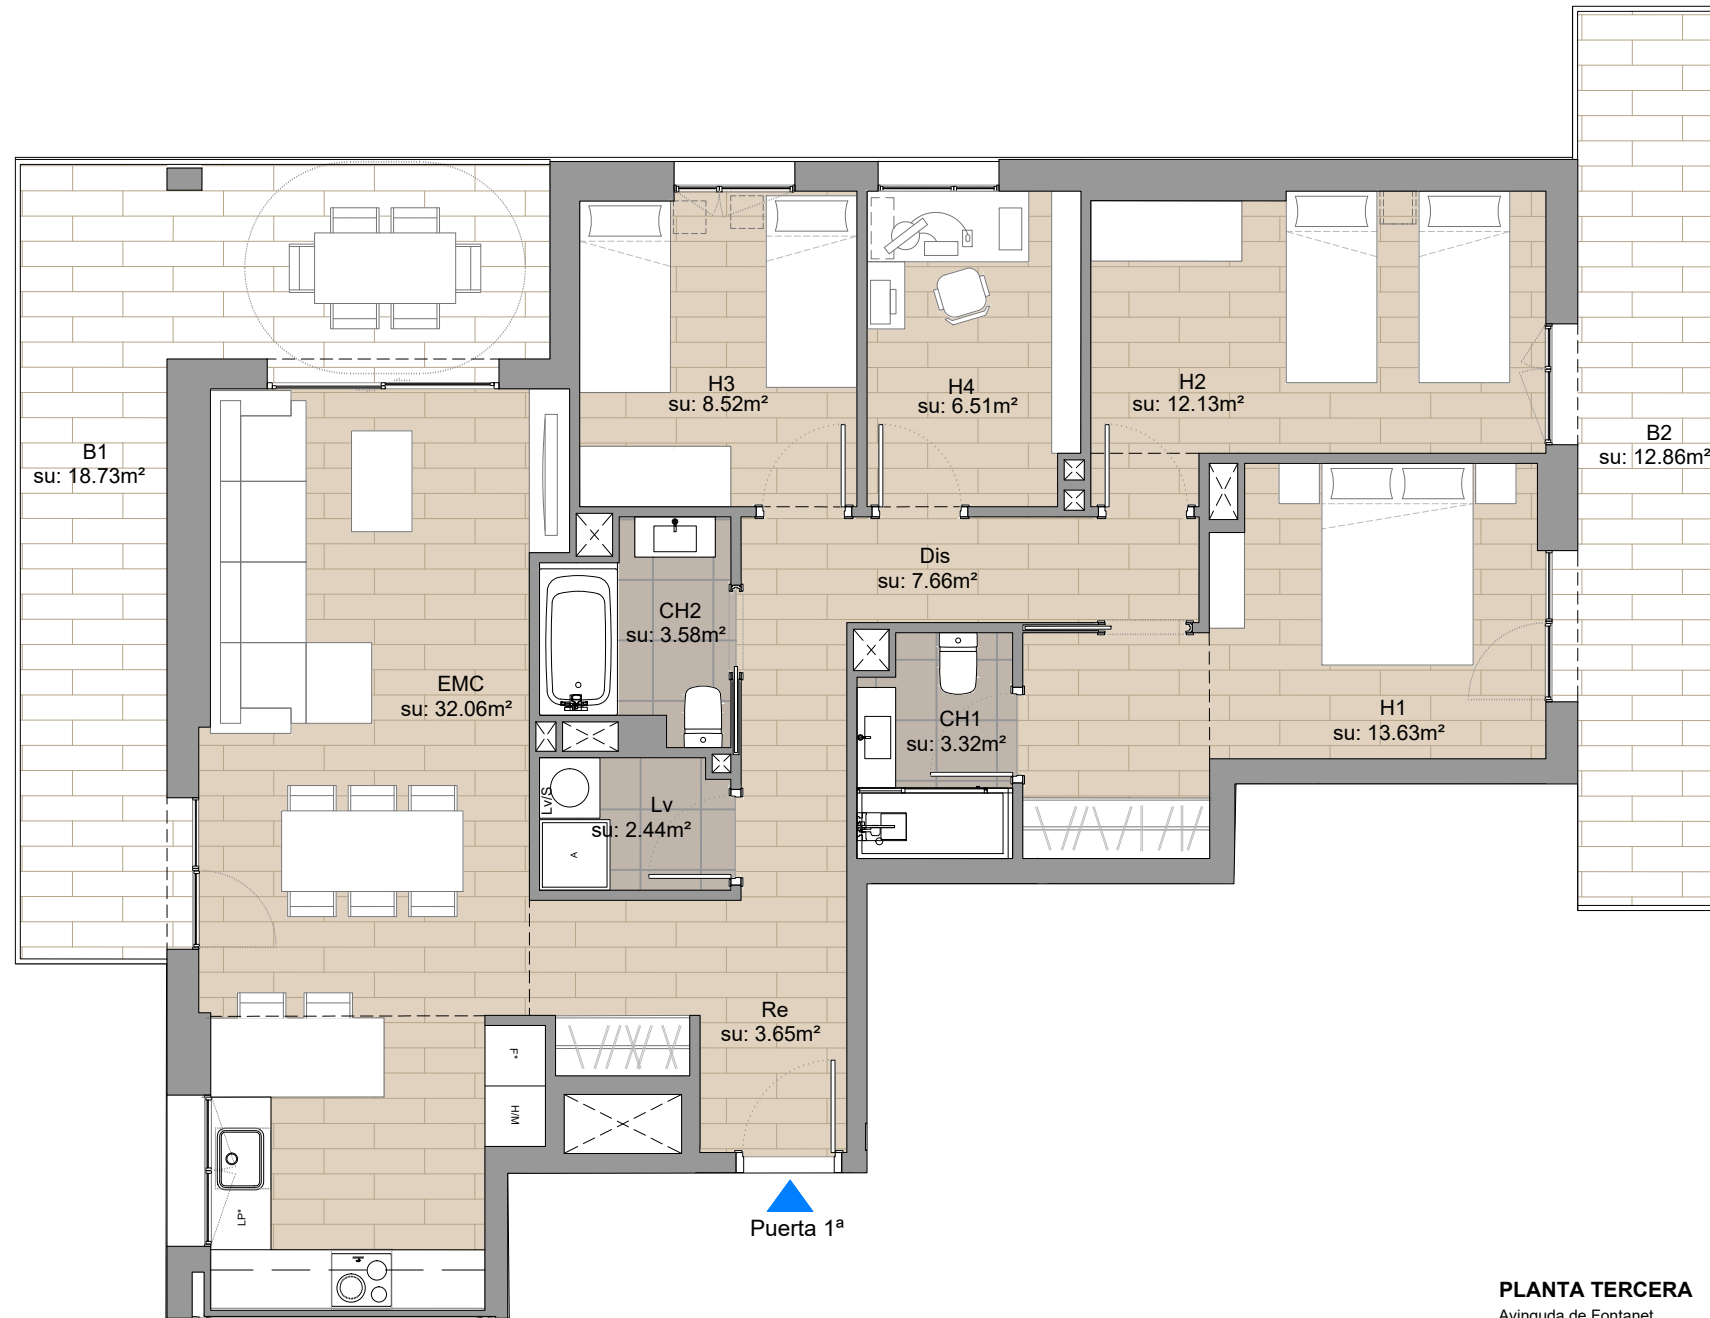 H3
su: 8.52m²
H4
su: 6.51m²
H2
su: 12.13m²
B1
su: 18.73m²
B2
su: 12.86m²
Dis
su: 7.66m²
CH2
su: 3.58m²
EMC
su: 32.06m²
CH1
su: 3.32m²
H1
su: 13.63m²
Lv/S
Lv
su: 2.44m²
A
Re
su: 3.65m²
F*
H/M
LP*
Puerta 1ª
PLANTA TERCERA
Avinguda de Fontanet